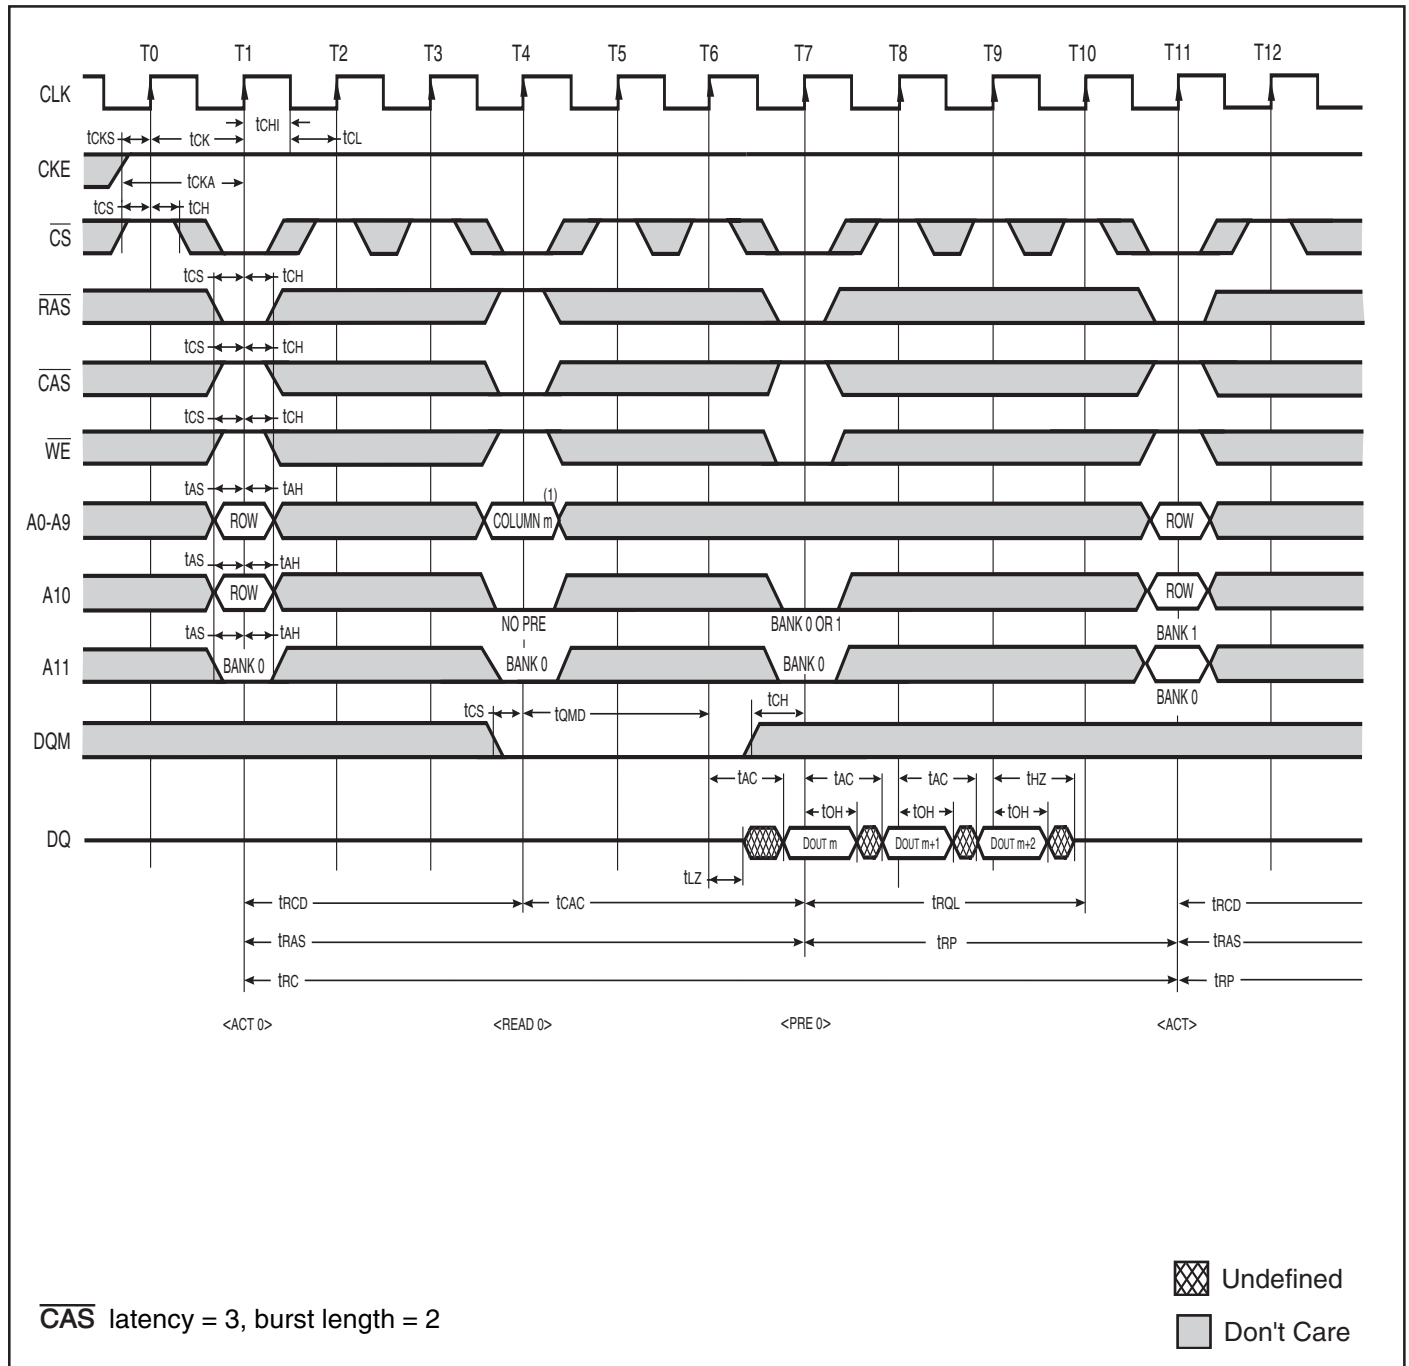 T0 T1 T2 T3 T4 T5 T6 T7 T8 T9 T10 T11 T12
CLK
tCHI
tCKS tCK tCL
CKE
tCKA
tCS tCH
CS
tCS tCH
RAS
tCS tCH
CAS
tCS tCH
WE
tAS tAH (1)
A0-A9 ROW COLUMN m ROW
tAS tAH
A10 ROW ROW
NO PRE BANK 0 OR 1
tAS tAH BANK 1
A11 BANK 0 BANK 0 BANK 0
BANK 0
tCS tQMD tCH
DQM
tAC tAC tAC tHZ
tOH tOH tOH
DQ DOUT m DOUT m+1 DOUT m+2
tLZ
tRCD tCAC tRQL tRCD
tRAS tRP tRAS
tRC tRP
<ACT 0> <READ 0> <PRE 0> <ACT>
Undefined
CAS latency = 3, burst length = 2
Don't Care